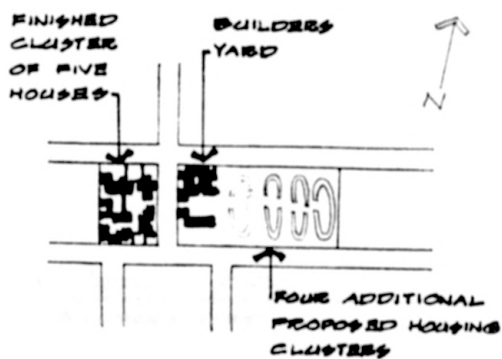 FINISHED
CLUSTER
OF FIVE
HOUSES
BUILDERS
YARD
N
FOUR ADDITIONAL
PROPOSED HOUSING
CLUSTERS